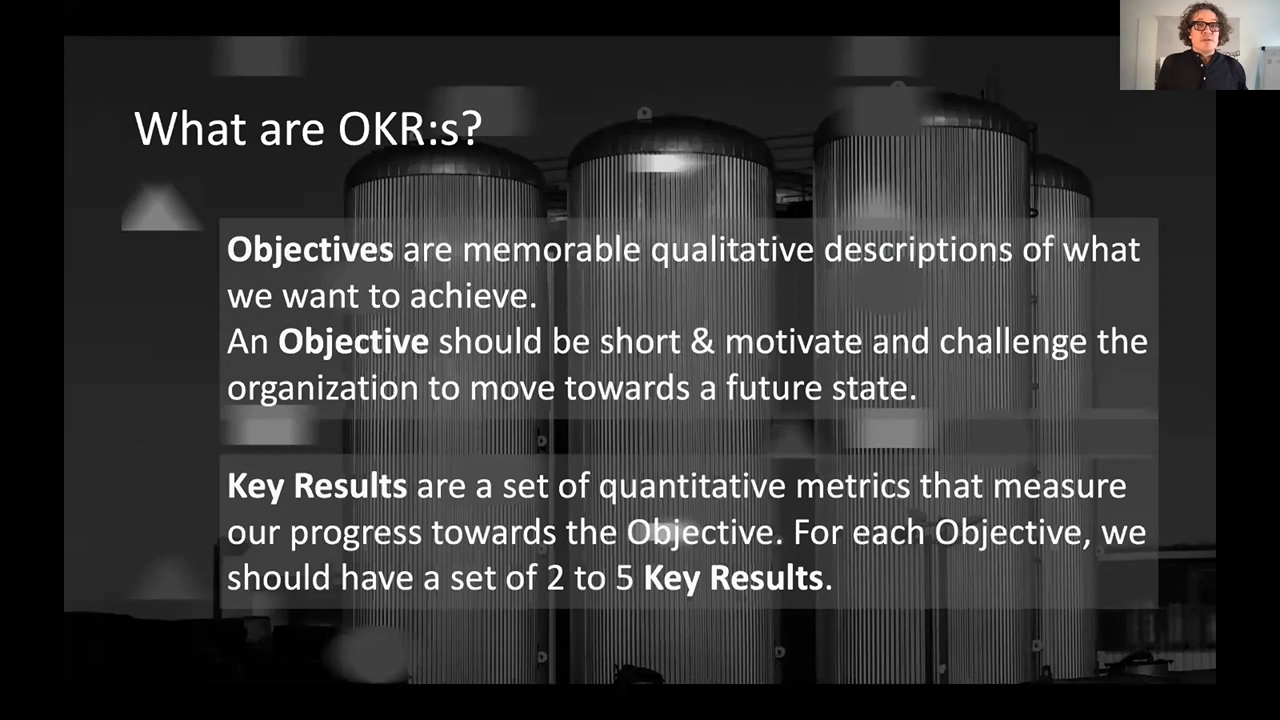 What are OKR:s?
Objectives are memorable qualitative descriptions of what
we want to achieve.
An Objective should be short & motivate and challenge the
organization to move towards a future state.
Key Results are a set of quantitative metrics that measure
our progress towards the Objective. For each Objective, we
should have a set of 2 to 5 Key Results.